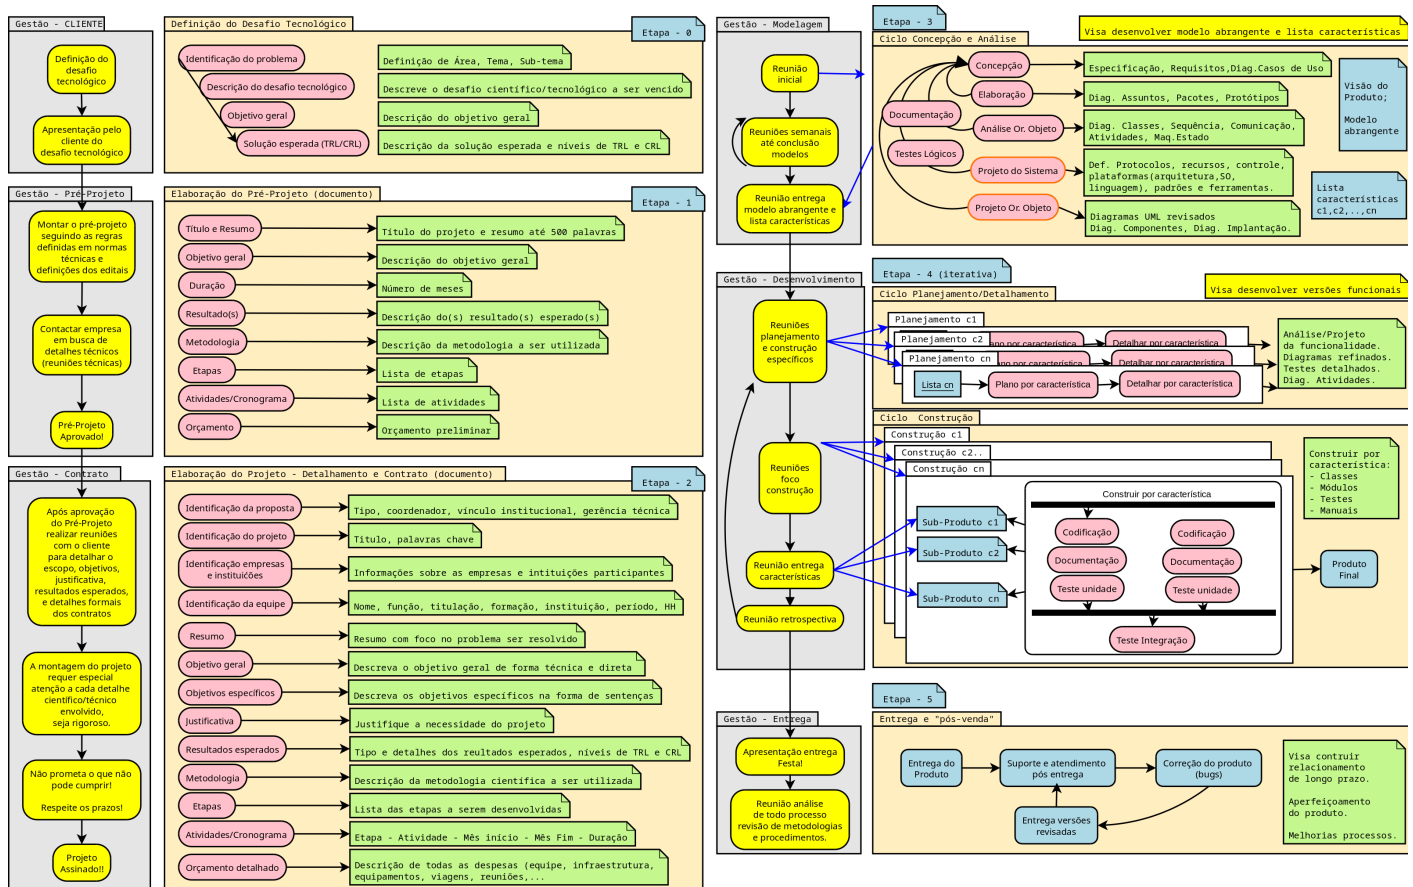 Gestão - CLIENTE
Definição do
desafio
tecnológico
Apresentação pelo
cliente do
desafio tecnológico
Definição do Desafio Tecnológico
Etapa - 0
Identificação do problema
Definição de Área, Tema, Sub-tema
Descrição do desafio tecnológico
Descreve o desafio científico/tecnológico a ser vencido
Objetivo geral
Descrição do objetivo geral
Solução esperada (TRL/CRL)
Descrição da solução esperada e níveis de TRL e CRL
Gestão - Pré-Projeto
Montar o pré-projeto
seguindo as regras
definidas em normas
técnicas e
definições dos editais
Contactar empresa
em busca de
detalhes técnicos
(reuniões técnicas)
Pré-Projeto
Aprovado!
Elaboração do Pré-Projeto (documento)
Etapa - 1
Título e Resumo
Título do projeto e resumo até 500 palavras
Objetivo geral
Descrição do objetivo geral
Duração
Número de meses
Resultado(s)
Descrição do(s) resultado(s) esperado(s)
Metodologia
Descrição da metodologia a ser utilizada
Etapas
Lista de etapas
Atividades/Cronograma
Lista de atividades
Orçamento
Orçamento preliminar
Gestão - Contrato
Após aprovação
do Pré-Projeto
realizar reuniões
com o cliente
para detalhar o
escopo, objetivos,
justificativa,
resultados esperados,
e detalhes formais
dos contratos
A montagem do projeto
requer especial
atenção a cada detalhe
científico/técnico
envolvido,
seja rigoroso.
Não prometa o que não
pode cumprir!
Respeite os prazos!
Projeto
Assinado!!
Elaboração do Projeto - Detalhamento e Contrato (documento)
Etapa - 2
Identificação da proposta
Tipo, coordenador, vínculo institucional, gerência técnica
Identificação do projeto
Titulo, palavras chave
Identificação empresas
e instituićões
Informações sobre as empresas e intituições participantes
Identificação da equipe
Nome, função, titulação, formação, instituição, período, HH
Resumo
Resumo com foco no problema ser resolvido
Objetivo geral
Descreva o objetivo geral de forma técnica e direta
Objetivos específicos
Descreva os objetivos específicos na forma de sentenças
Justificativa
Justifique a necessidade do projeto
Resultados esperados
Tipo e detalhes dos reultados esperados, níveis de TRL e CRL
Metodologia
Descrição da metodologia científica a ser utilizada
Etapas
Lista das etapas a serem desenvolvidas
Atividades/Cronograma
Etapa - Atividade - Mês início - Mês Fim - Duração
Orçamento detalhado
Descrição de todas as despesas (equipe, infraestrutura,
equipamentos, viagens, reuniões,...
Gestão - Modelagem
Reunião
inicial
Reuniões semanais
até conclusão
modelos
Reunião entrega
modelo abrangente e
lista características
Etapa - 3
Visa desenvolver modelo abrangente e lista características
Ciclo Concepção e Análise
Concepção
Especificação, Requisitos,Diag.Casos de Uso
Elaboração
Diag. Assuntos, Pacotes, Protótipos
Documentação
Análise Or. Objeto
Diag. Classes, Sequência, Comunicação,
Atividades, Maq.Estado
Testes Lógicos
Projeto do Sistema
Def. Protocolos, recursos, controle,
plataformas(arquitetura,SO,
linguagem), padrões e ferramentas.
Projeto Or. Objeto
Diagramas UML revisados
Diag. Componentes, Diag. Implantação.
Visão do
Produto;
Modelo
abrangente
Lista
características
c1,c2,..,cn
Gestão - Desenvolvimento
Reuniões
planejamento
e construção
específicos
Reuniões
foco
construção
Reunião entrega
características
Reunião retrospectiva
Etapa - 4 (iterativa)
Visa desenvolver versões funcionais
Ciclo Planejamento/Detalhamento
Planejamento c1
Plano por característica
Detalhar por característica
Planejamento c2
Plano por característica
Detalhar por característica
Planejamento cn
Lista cn
Plano por característica
Detalhar por característica
Análise/Projeto
da funcionalidade.
Diagramas refinados.
Testes detalhados.
Diag. Atividades.
Ciclo  Construção
Construção c1
Construção c2..
Construção cn
Construir por característica
Sub-Produto c1
Sub-Produto c2
Sub-Produto cn
Codificação
Documentação
Teste unidade
Codificação
Documentação
Teste unidade
Teste Integração
Construir por
característica:
- Classes
- Módulos
- Testes
- Manuais
Produto
Final
Gestão - Entrega
Apresentação entrega
Festa!
Reunião análise
de todo processo
revisão de metodologias
e procedimentos.
Etapa - 5
Entrega e "pós-venda"
Entrega do
Produto
Suporte e atendimento
pós entrega
Correção do produto
(bugs)
Entrega versões
revisadas
Visa contruir
relacionamento
de longo prazo.
Aperfeiçoamento
do produto.
Melhorias processos.